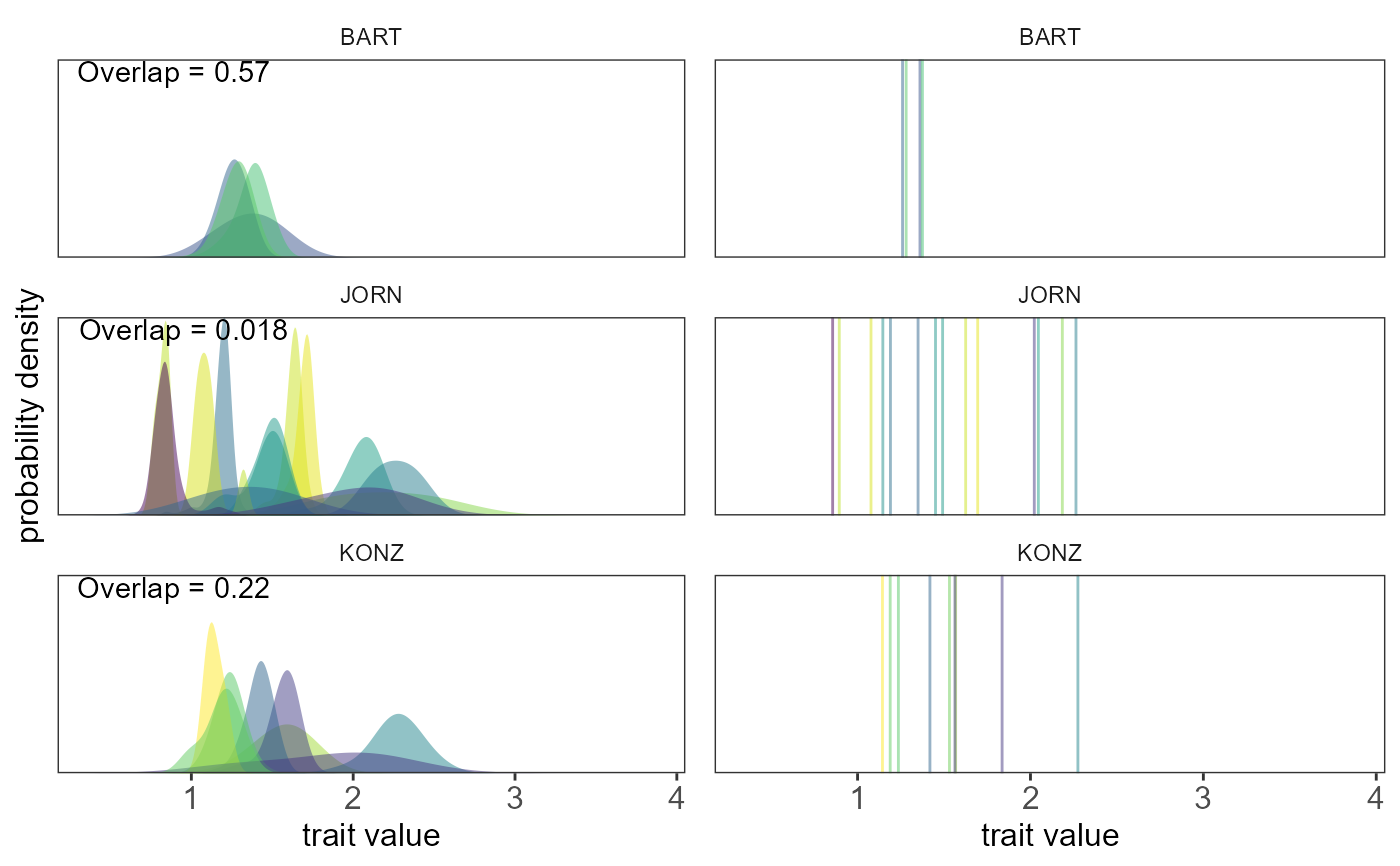 BART
BART
Overlap = 0.57
JORN
JORN
Overlap = 0.018
probability density
KONZ
KONZ
Overlap = 0.22
1 2 3 4
1 2 3 4
trait value
trait value